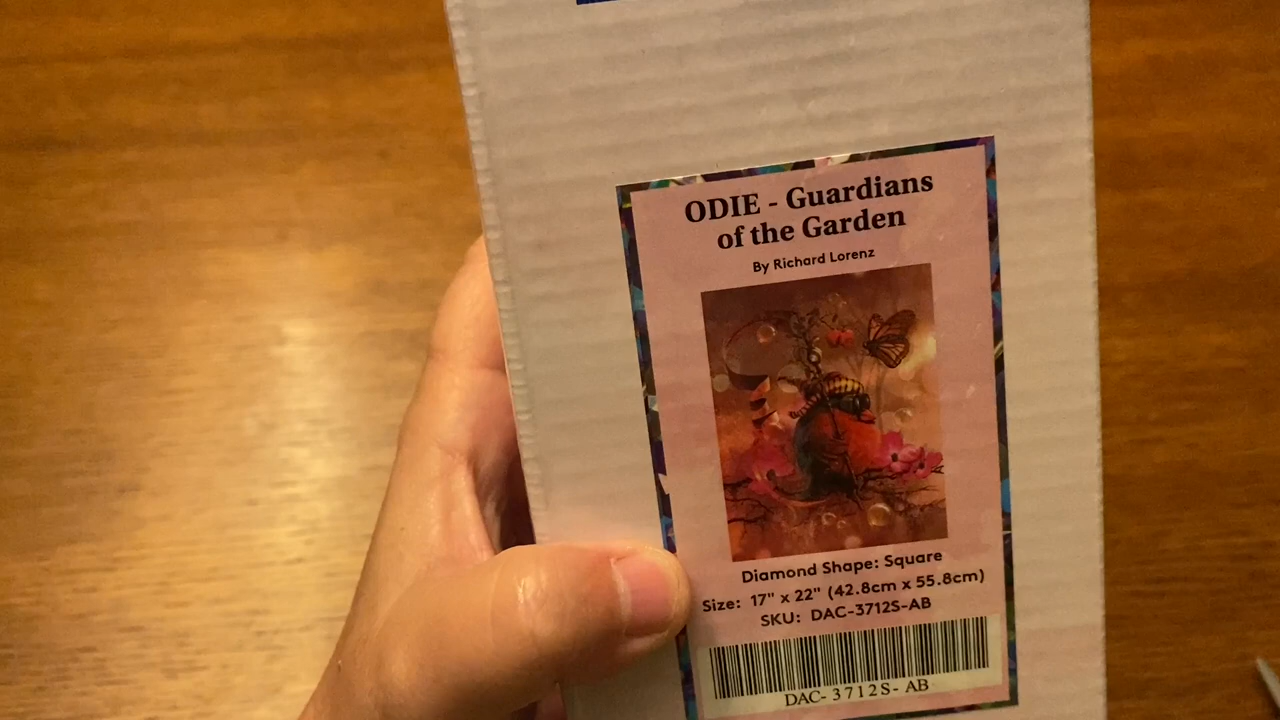 ODIE - Guardians
of the Garden
By Richard Lorenz
Diamond Shape: Square
Size: 17" x 22" (42.8cm x 55.8cm)
SKU: DAC-3712S-AB
DAC- 3712S- AB